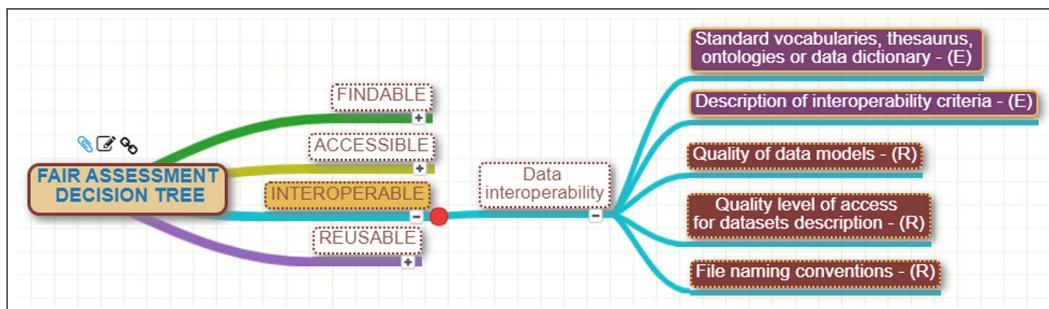 FAIR ASSESSMENT
DECISION TREE
FINDABLE
ACCESSIBLE
INTEROPERABLE
REUSABLE
Data
interoperability
Standard vocabularies, thesaurus,
ontologies or data dictionary - (E)
Description of interoperability criteria - (E)
Quality of data models - (R)
Quality level of access
for datasets description - (R)
File naming conventions - (R)